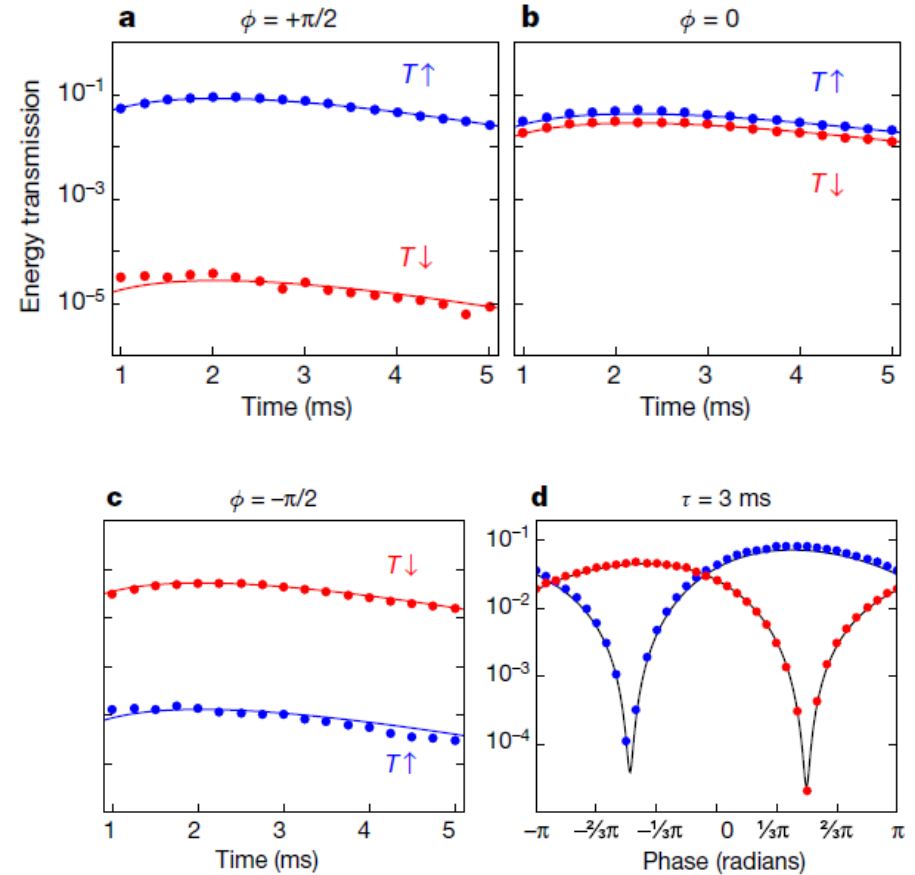 a ϕ = +π/2
Energy transmission
10⁻¹
10⁻³
10⁻⁵
T↑
T↓
1 2 3 4 5
Time (ms)
b ϕ = 0
T↑
T↓
1 2 3 4 5
Time (ms)
c ϕ = –π/2
T↓
T↑
1 2 3 4 5
Time (ms)
d τ = 3 ms
10⁻¹
10⁻²
10⁻³
10⁻⁴
–π –⅔π –⅓π 0 ⅓π ⅔π π
Phase (radians)